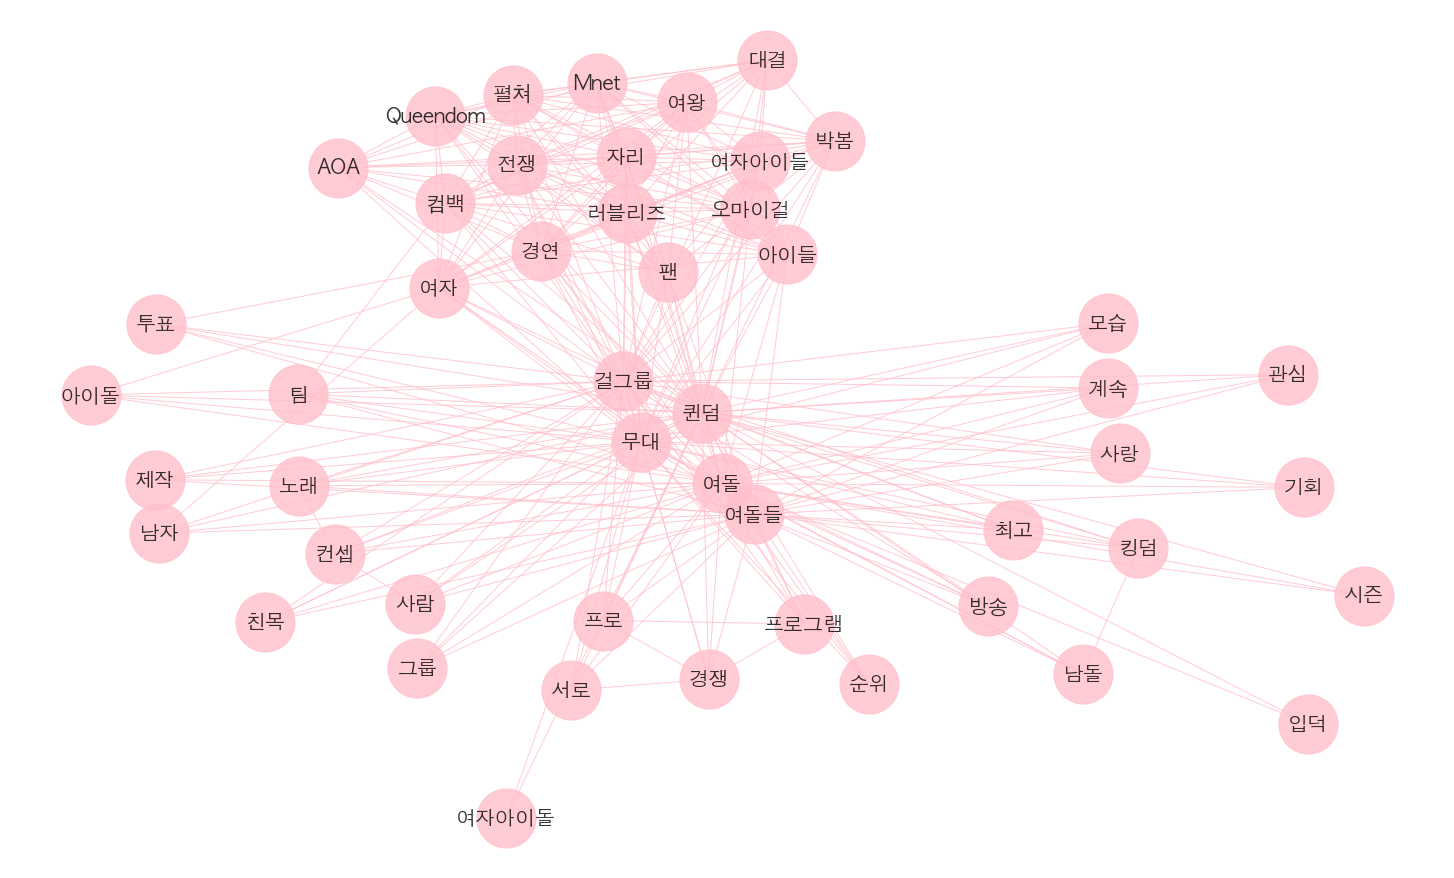 대결
Mnet
펼쳐
여왕
Queendom
박봄
자리
여자아이들
전쟁
AOA
컴백
러블리즈
오마이걸
경연
아이들
팬
여자
투표
모습
관심
걸그룹
계속
아이돌
팀
퀸덤
무대
사랑
제작
여돌
노래
기회
여돌들
최고
남자
킹덤
컨셉
시즌
사람
방송
친목
프로
프로그램
그룹
남돌
경쟁
순위
서로
입덕
여자아이돌